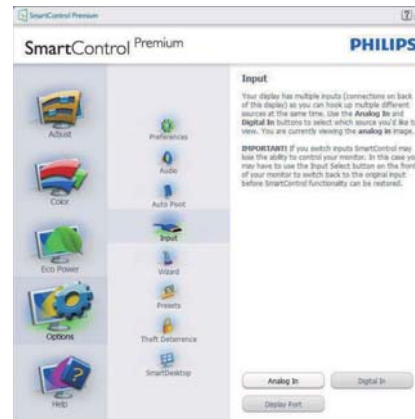 SmartControl Premium
?
SmartControl Premium
PHILIPS
Adjust
Color
Eco Power
Options
Help
Preferences
Audio
Auto Pivot
Input
Wizard
Presets
Theft Deterrence
SmartDesktop
Input
Your display has multiple inputs (connections on back
of this display) so you can hook up multiple different
sources at the same time. Use the Analog In and
Digital In buttons to select which source you'd like to
view. You are currently viewing the analog in image.
IMPORTANT! If you switch inputs SmartControl may
lose the ability to control your monitor. In this case you
may have to use the Input Select button on the front
of your monitor to switch back to the original input
before SmartControl functionality can be restored.
Analog In
Digital In
Display Port